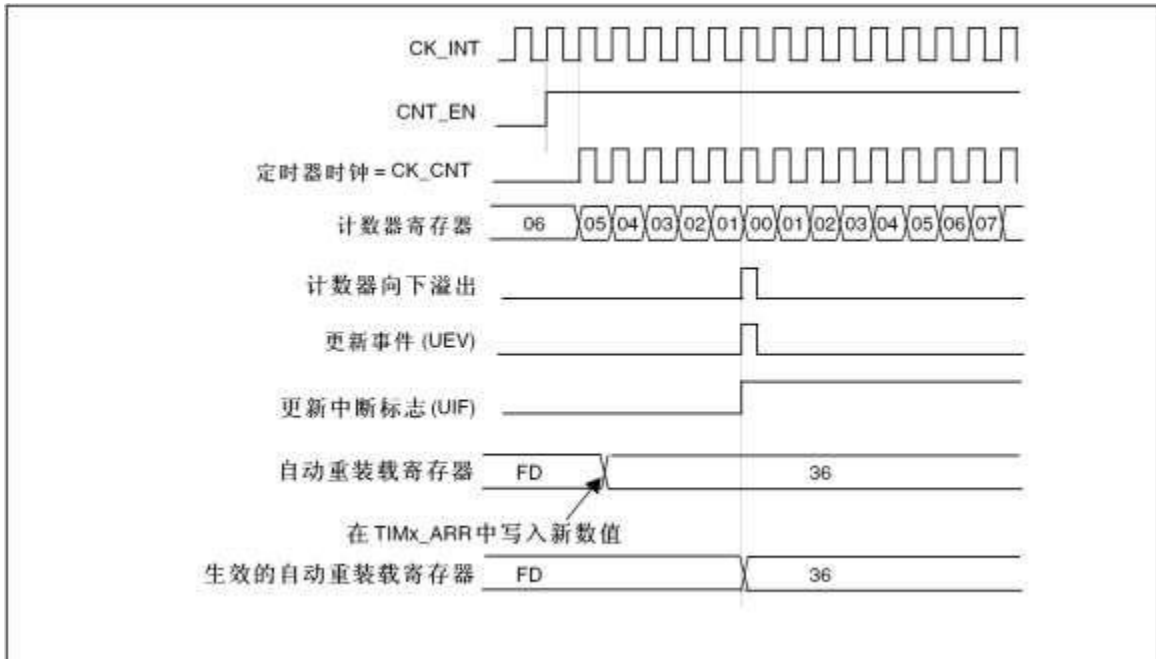 CK_INT
CNT_EN
定时器时钟 = CK_CNT
计数器寄存器 06 05 04 03 02 01 00 01 02 03 04 05 06 07
计数器向下溢出
更新事件 (UEV)
更新中断标志 (UIF)
自动重装载寄存器 FD 36
在 TIMx_ARR 中写入新数值
生效的自动重装载寄存器 FD 36